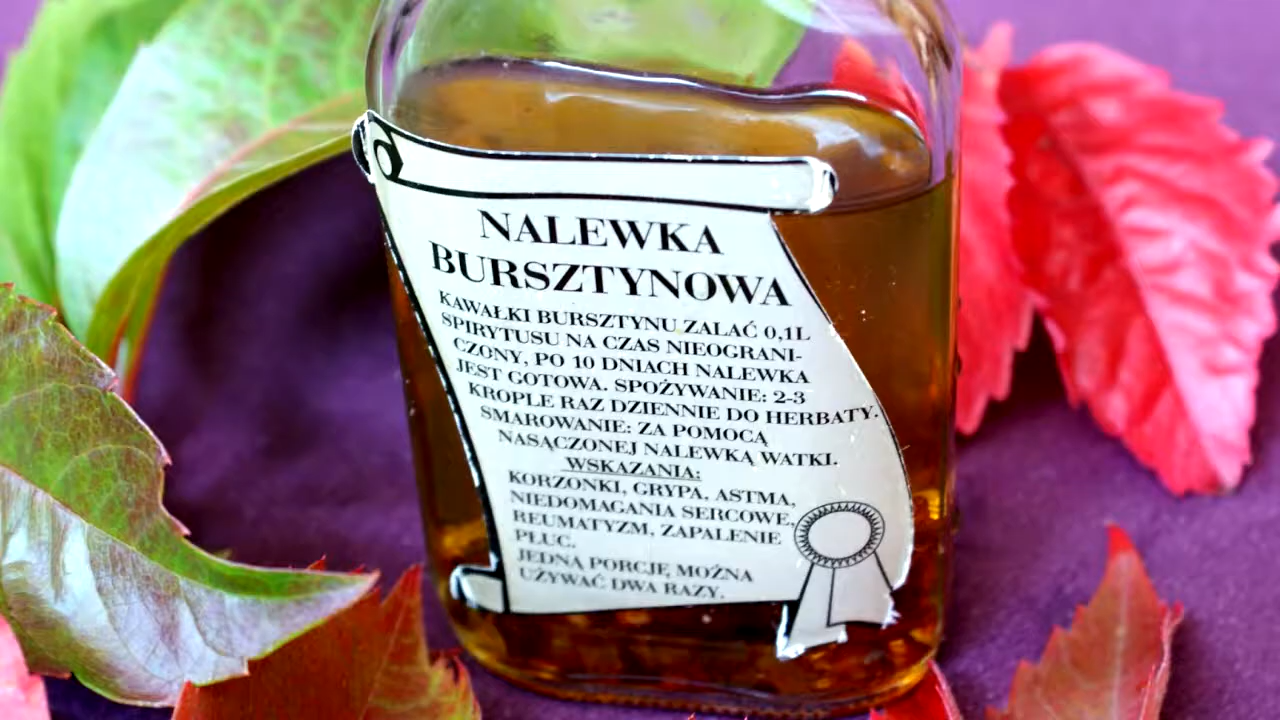 NALEWKA
BURSZTYNOWA
KAWAŁKI BURSZTYNU ZALAĆ 0,1L
SPIRYTUSU NA CZAS NIEOGRANI-
CZONY, PO 10 DNIACH NALEWKA
JEST GOTOWA. SPOŻYWANIE: 2-3
KROPLE RAZ DZIENNIE DO HERBATY.
SMAROWANIE: ZA POMOCĄ
NASĄCZONEJ NALEWKĄ WATKI.
WSKAZANIA:
KORZONKI, GRYPA, ASTMA,
NIEDOMAGANIA SERCOWE,
REUMATYZM, ZAPALENIE
PŁUC.
JEDNĄ PORCJĘ MOŻNA
UŻYWAĆ DWA RAZY.